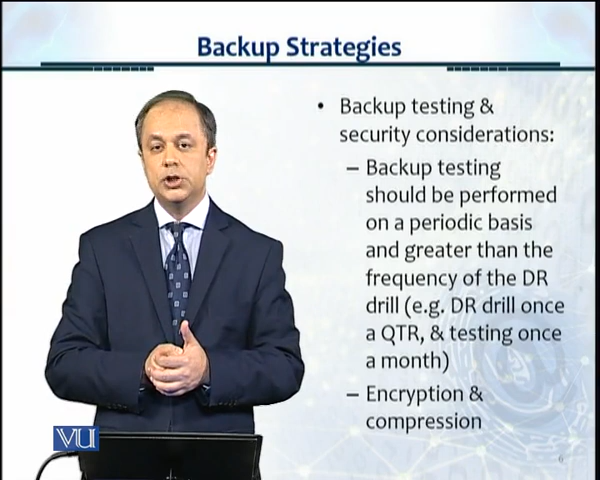 Backup Strategies
• Backup testing &
security considerations:
– Backup testing
should be performed
on a periodic basis
and greater than the
frequency of the DR
drill (e.g. DR drill once
a QTR, & testing once
a month)
– Encryption &
compression
VU
6